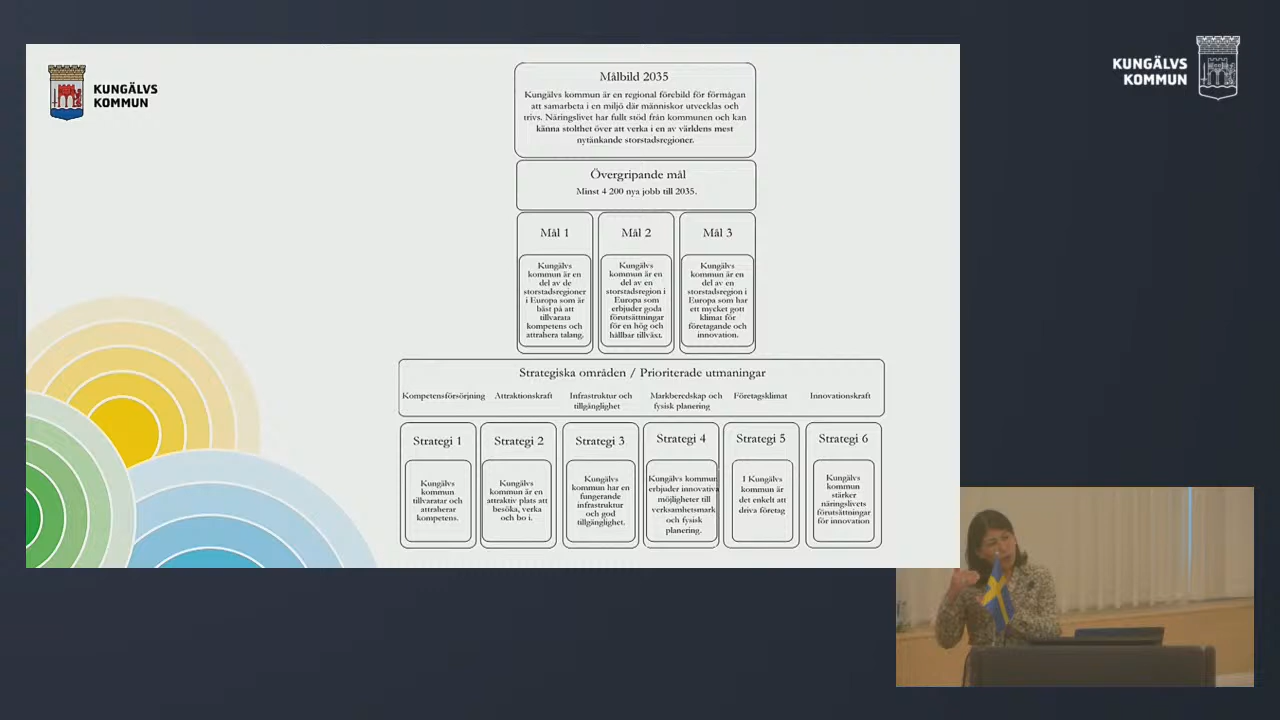 KUNGÄLVS
KOMMUN
KUNGÄLVS
KOMMUN
Målbild 2035
Kungälvs kommun är en regional förebild för förmågan
att samarbeta i en miljö där människor utvecklas och
trivs. Näringslivet har fullt stöd från kommunen och kan
känna stolthet över att verka i en av världens mest
nytänkande storstadsregioner.
Övergripande mål
Minst 4 200 nya jobb till 2035.
Mål 1
Kungälvs
kommun är en
del av de
storstadsregioner
i Europa som är
bäst på att
tillvarata
kompetens och
attrahera talang.
Mål 2
Kungälvs
kommun är en
del av en
storstadsregion i
Europa som
erbjuder goda
förutsättningar
för en hög och
hållbar tillväxt.
Mål 3
Kungälvs
kommun är en
del av en
storstadsregion i
Europa som har
ett mycket gott
klimat för
företagande och
innovation.
Strategiska områden / Prioriterade utmaningar
Kompetensförsörjning
Attraktionskraft
Infrastruktur och
tillgänglighet
Markberedskap och
fysisk planering
Företagsklimat
Innovationskraft
Strategi 1
Kungälvs
kommun
tillvaratar och
attraherar
kompetens.
Strategi 2
Kungälvs
kommun är en
attraktiv plats att
besöka, verka
och bo i.
Strategi 3
Kungälvs
kommun har en
fungerande
infrastruktur
och god
tillgänglighet.
Strategi 4
Kungälvs kommun
erbjuder innovativa
möjligheter till
verksamhetsmark
och fysisk
planering.
Strategi 5
I Kungälvs
kommun är
det enkelt att
driva företag
Strategi 6
Kungälvs
kommun
stärker
näringslivets
förutsättningar
för innovation